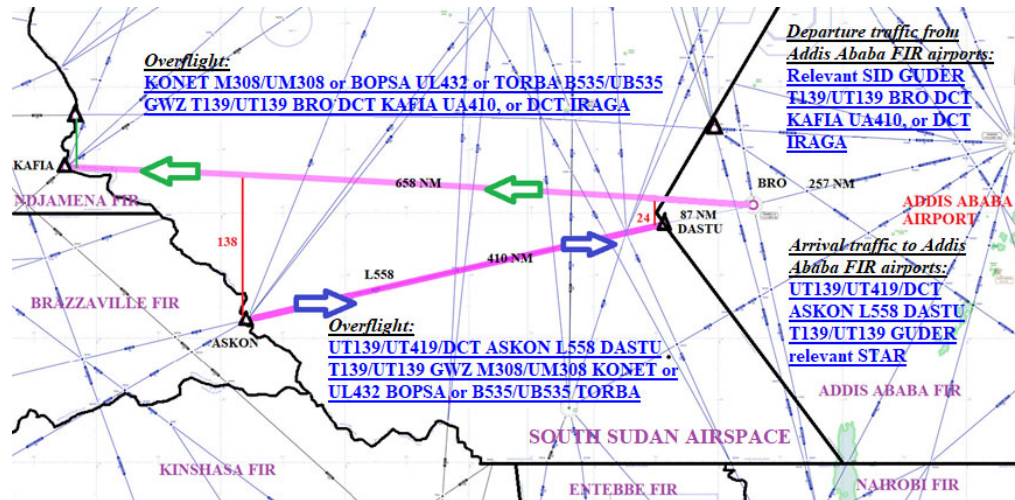 Overflight:
KONET M308/UM308 or BOPSA UL432 or TORBA B535/UB535
GWZ T139/UT139 BRO DCT KAFIA UA410, or DCT IRAGA
Departure traffic from
Addis Ababa FIR airports:
Relevant SID GUDER
T139/UT139 BRO DCT
KAFIA UA410, or DCT
IRAGA
KAFIA
658 NM
BRO
257 NM
NDJAMENA FIR
ADDIS ABABA
AIRPORT
24
87 NM
DASTU
138
410 NM
L558
Arrival traffic to Addis
Ababa FIR airports:
UT139/UT419/DCT
ASKON L558 DASTU
T139/UT139 GUDER
relevant STAR
BRAZZAVILLE FIR
ASKON
Overflight:
UT139/UT419/DCT ASKON L558 DASTU
T139/UT139 GWZ M308/UM308 KONET or
UL432 BOPSA or B535/UB535 TORBA
ADDIS ABABA FIR
SOUTH SUDAN AIRSPACE
KINSHASA FIR
ENTEBBE FIR
NAIROBI FIR